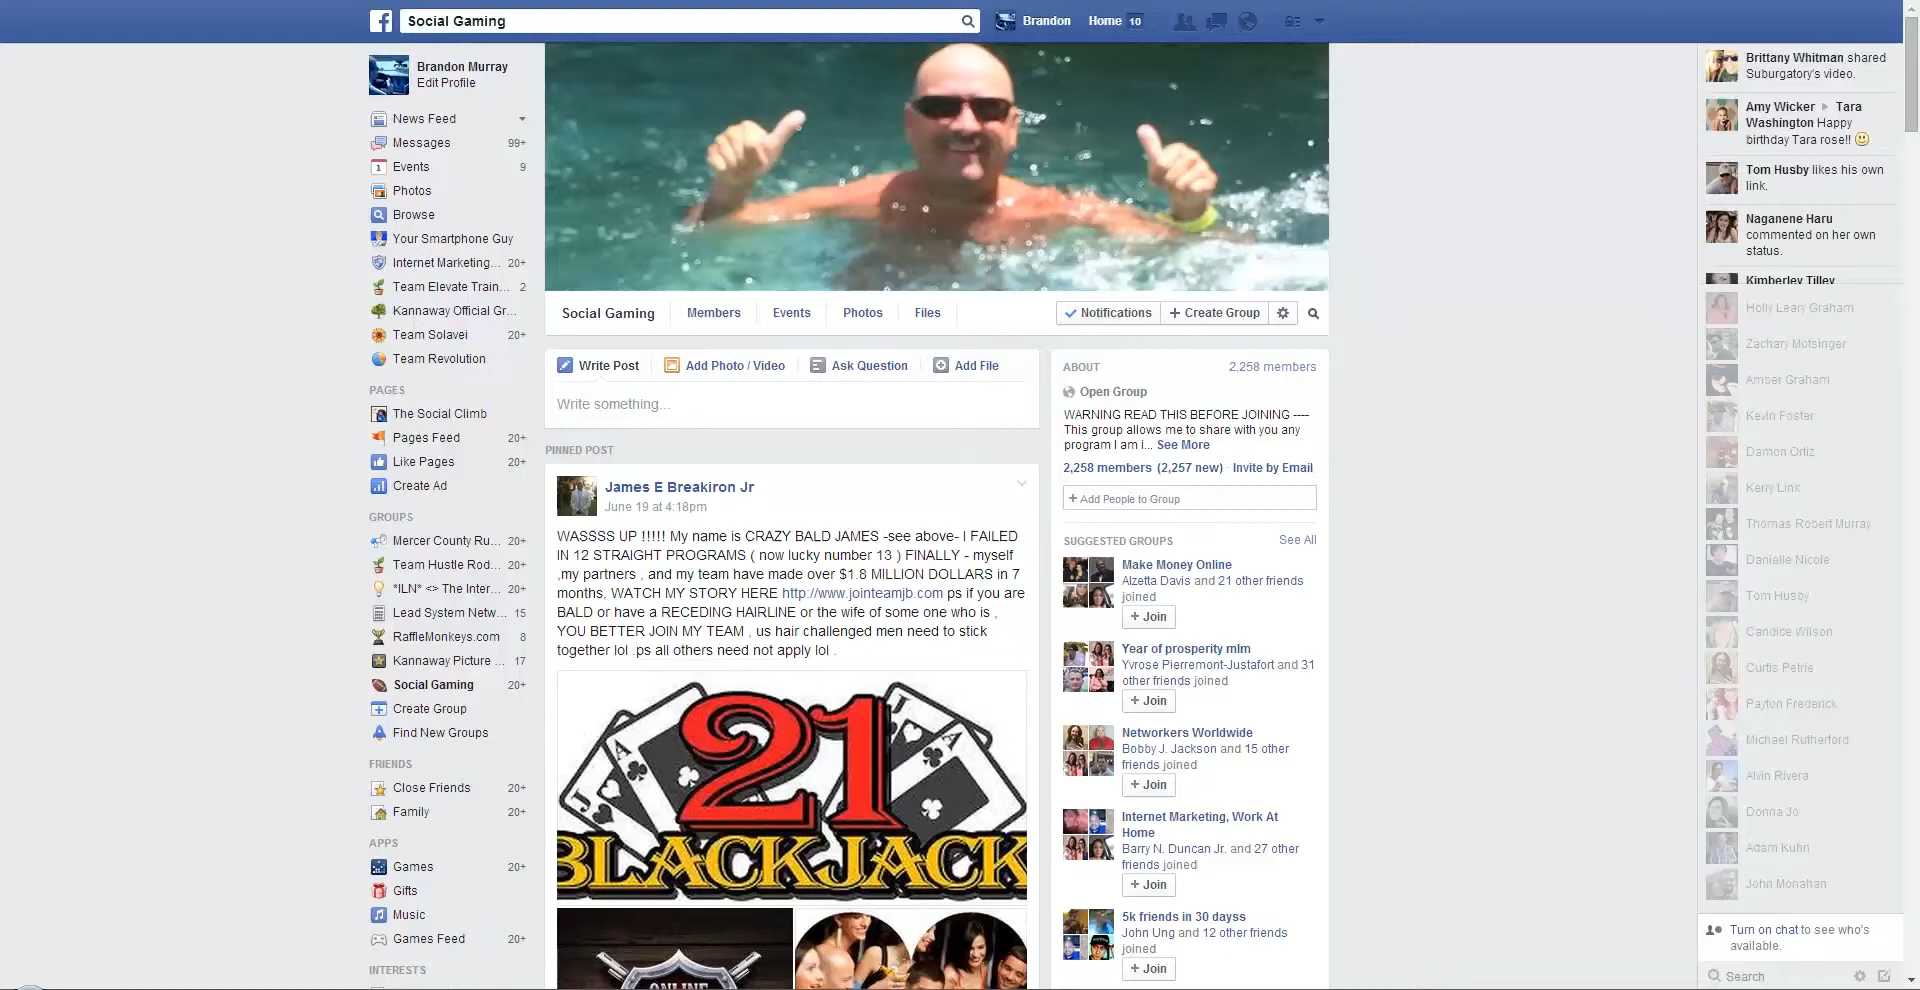 Social Gaming
Brandon
Home 10
Brandon Murray
Edit Profile
News Feed
Messages 99+
Events 9
Photos
Browse
Your Smartphone Guy
Internet Marketing... 20+
Team Elevate Train... 2
Kannaway Official Gr...
Team Solavei 20+
Team Revolution
PAGES
The Social Climb
Pages Feed 20+
Like Pages 20+
Create Ad
GROUPS
Mercer County Ru... 20+
Team Hustle Rod... 20+
*ILN* <> The Inter... 20+
Lead System Netw... 15
RaffleMonkeys.com 8
Kannaway Picture ... 17
Social Gaming 20+
Create Group
Find New Groups
FRIENDS
Close Friends 20+
Family 20+
APPS
Games 20+
Gifts
Music
Games Feed 20+
INTERESTS
Social Gaming
Members
Events
Photos
Files
Notifications
+ Create Group
Write Post
Add Photo / Video
Ask Question
Add File
Write something...
PINNED POST
James E Breakiron Jr
June 19 at 4:18pm
WASSSS UP !!!!! My name is CRAZY BALD JAMES -see above- I FAILED
IN 12 STRAIGHT PROGRAMS ( now lucky number 13 ) FINALLY - myself
,my partners , and my team have made over $1.8 MILLION DOLLARS in 7
months, WATCH MY STORY HERE http://www.jointeamjb.com ps if you are
BALD or have a RECEDING HAIRLINE or the wife of some one who is ,
YOU BETTER JOIN MY TEAM , us hair challenged men need to stick
together lol .ps all others need not apply lol .
21
BLACKJACK
ONLINE
ABOUT
2,258 members
Open Group
WARNING READ THIS BEFORE JOINING ----
This group allows me to share with you any
program I am i... See More
2,258 members (2,257 new) · Invite by Email
+ Add People to Group
SUGGESTED GROUPS
See All
Make Money Online
Alzetta Davis and 21 other friends
joined
+ Join
Year of prosperity mlm
Yvrose Pierremont-Justafort and 31
other friends joined
+ Join
Networkers Worldwide
Bobby J. Jackson and 15 other
friends joined
+ Join
Internet Marketing, Work At
Home
Barry N. Duncan Jr. and 27 other
friends joined
+ Join
5k friends in 30 dayss
John Ung and 12 other friends
joined
+ Join
Brittany Whitman shared
Suburgatory's video.
Amy Wicker ▶ Tara
Washington Happy
birthday Tara rose!!
Tom Husby likes his own
link.
Naganene Haru
commented on her own
status.
Kimberley Tilley
Holly Leary Graham
Zachary Motsinger
Amber Graham
Kevin Foster
Damon Ortiz
Kerry Link
Thomas Robert Murray
Danielle Nicole
Tom Husby
Candice Wilson
Curtis Petrie
Payton Frederick
Michael Rutherford
Alvin Rivera
Donna Jo
Adam Kuhn
John Monahan
Turn on chat to see who's
available.
Search